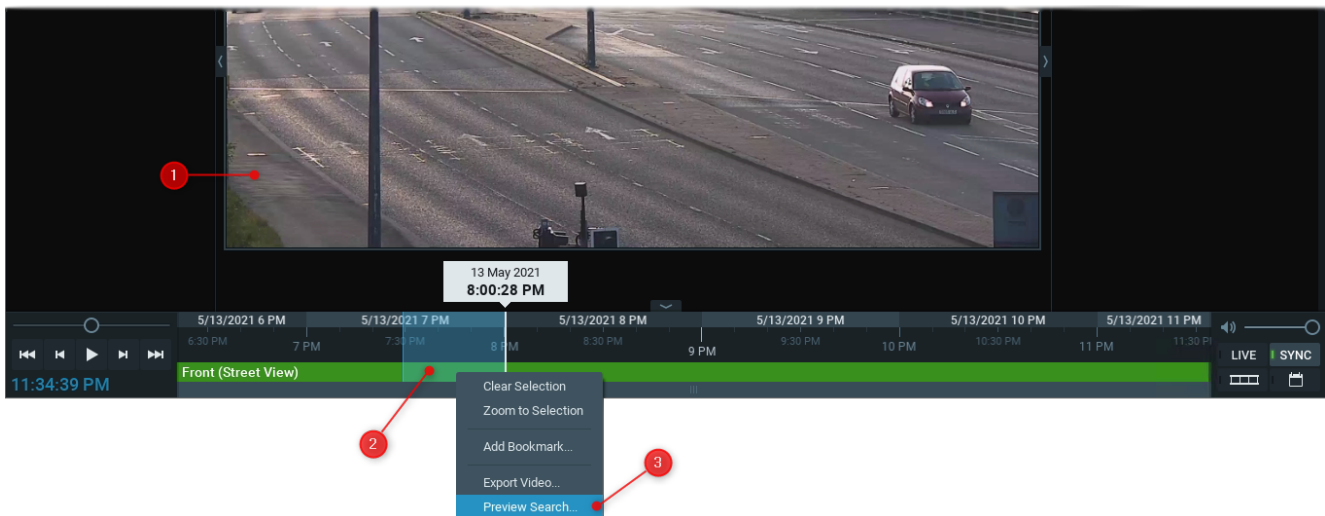 1
13 May 2021
8:00:28 PM
5/13/2021 6 PM 5/13/2021 7 PM 5/13/2021 8 PM 5/13/2021 9 PM 5/13/2021 10 PM 5/13/2021 11 PM
6:30 PM 7 PM 7:30 PM 8 PM 8:30 PM 9 PM 9:30 PM 10 PM 10:30 PM 11 PM
LIVE SYNC
Front (Street View)
11:34:39 PM
Clear Selection
Zoom to Selection
2
Add Bookmark...
3
Export Video...
Preview Search...